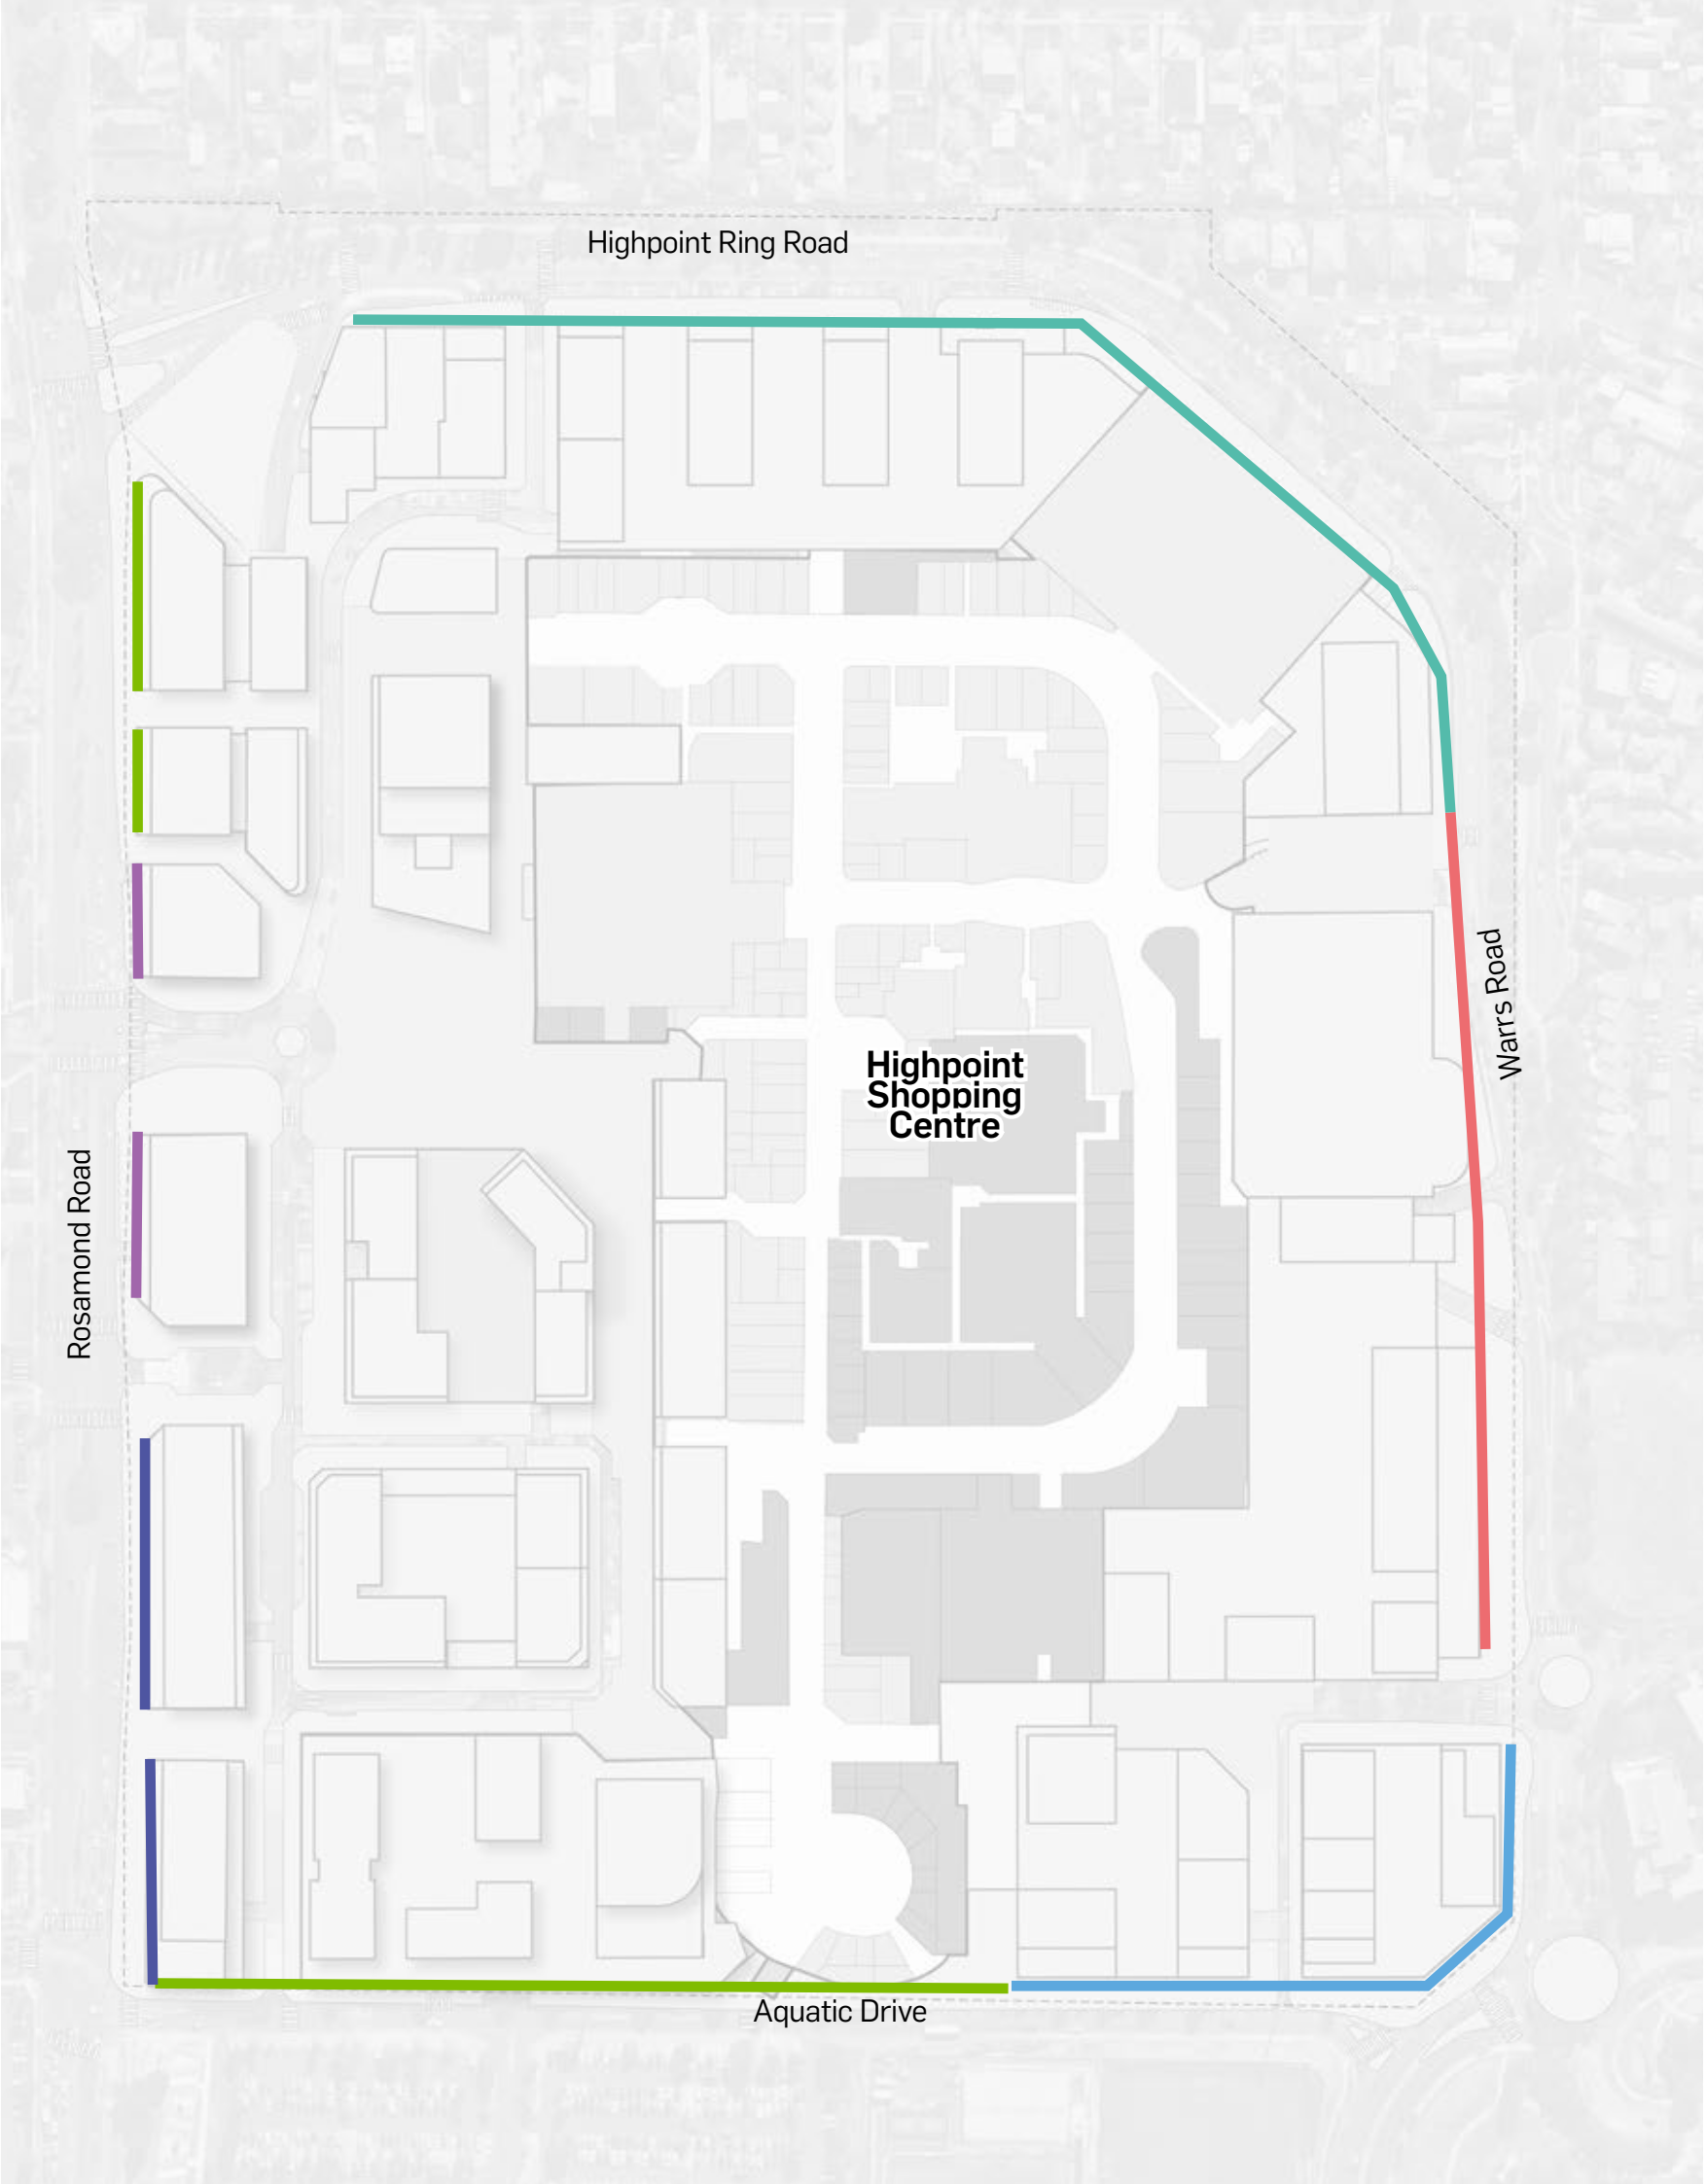 Highpoint Ring Road
Warrs Road
Highpoint
Shopping
Centre
Rosamond Road
Aquatic Drive